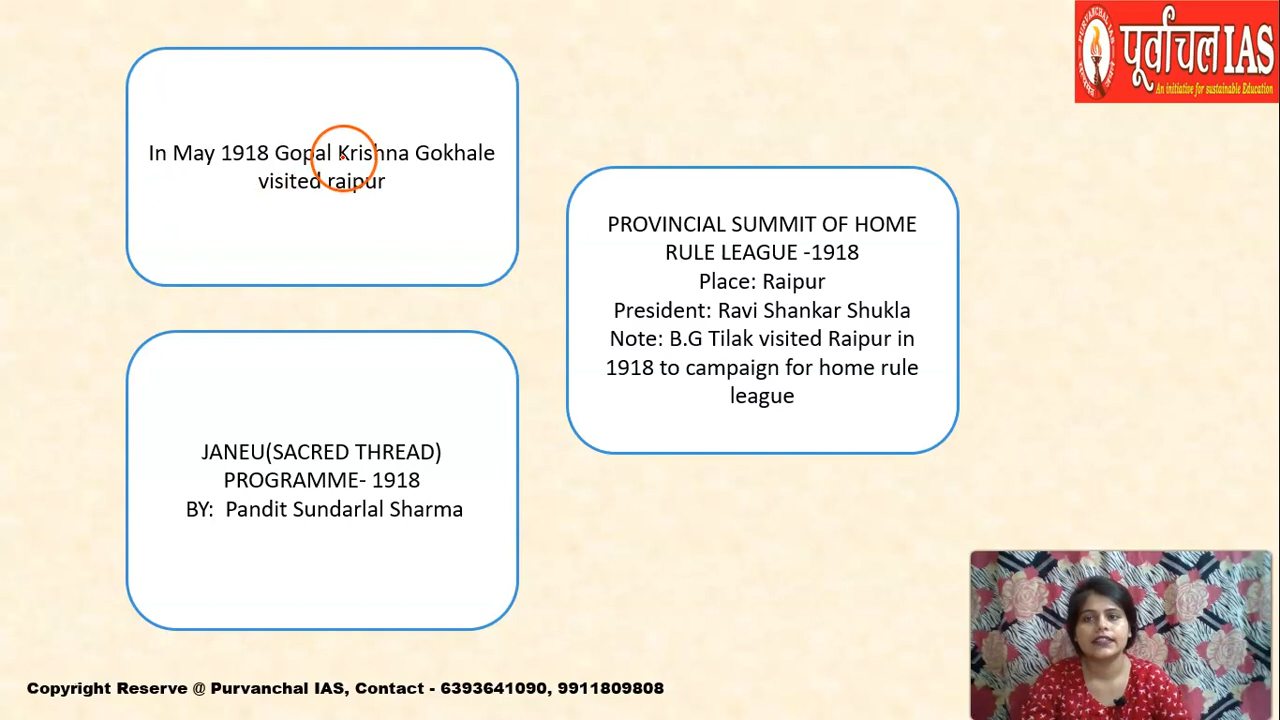 PURVANCHAL IAS
पूर्वांचल IAS
An initiative for sustainable Education
In May 1918 Gopal Krishna Gokhale
visited raipur
PROVINCIAL SUMMIT OF HOME
RULE LEAGUE -1918
Place: Raipur
President: Ravi Shankar Shukla
Note: B.G Tilak visited Raipur in
1918 to campaign for home rule
league
JANEU(SACRED THREAD)
PROGRAMME- 1918
BY:  Pandit Sundarlal Sharma
Copyright Reserve @ Purvanchal IAS, Contact - 6393641090, 9911809808